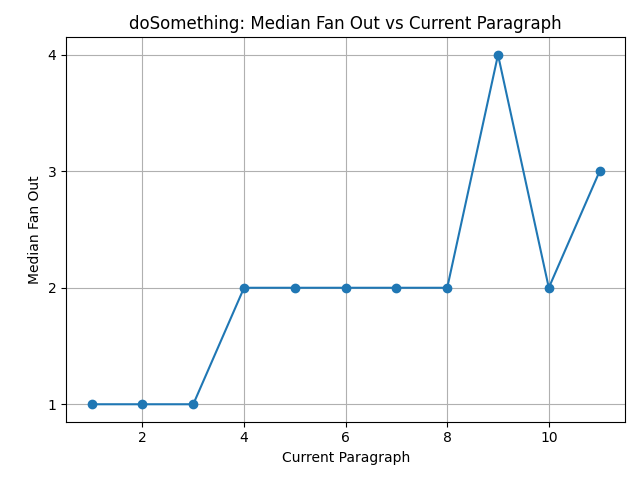 doSomething: Median Fan Out vs Current Paragraph
4
3
2
1
Median Fan Out
2 4 6 8 10
Current Paragraph